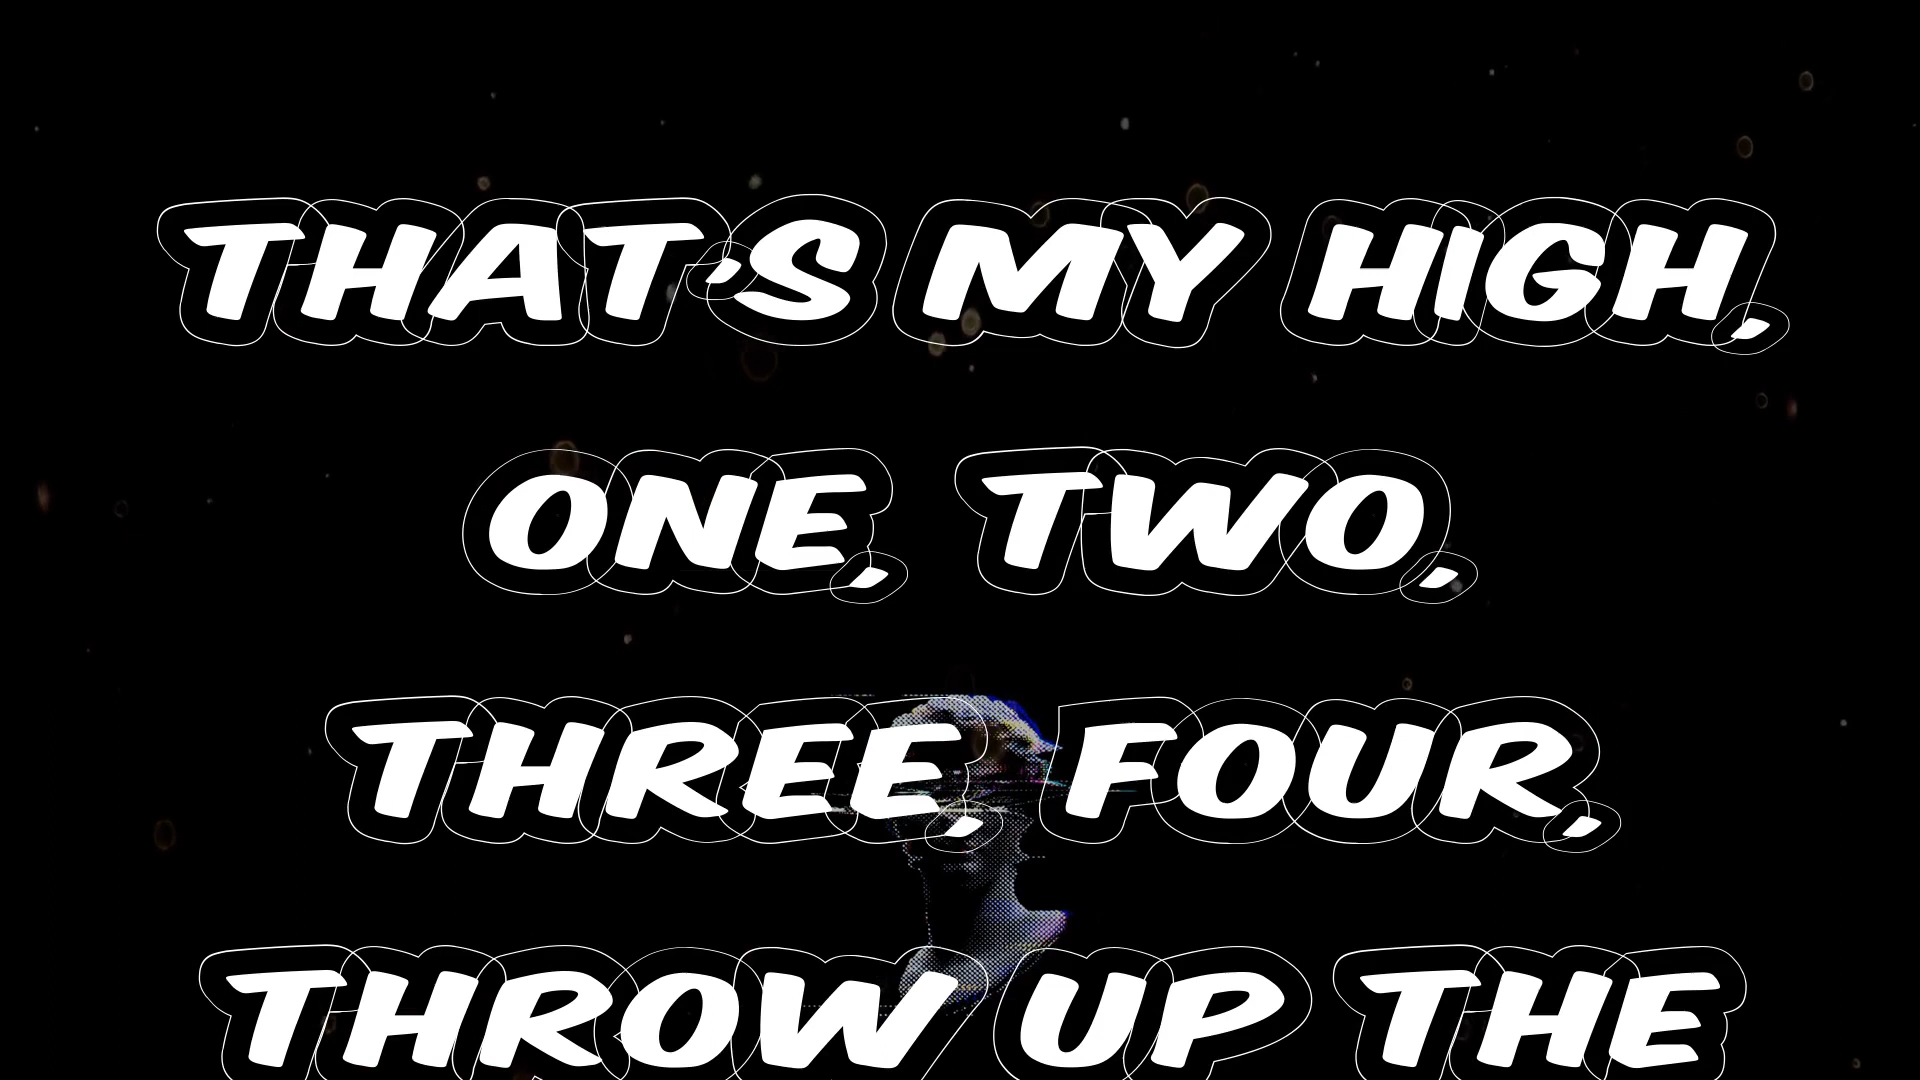 THAT'S MY HIGH,
ONE, TWO,
THREE, FOUR,
THROW UP THE